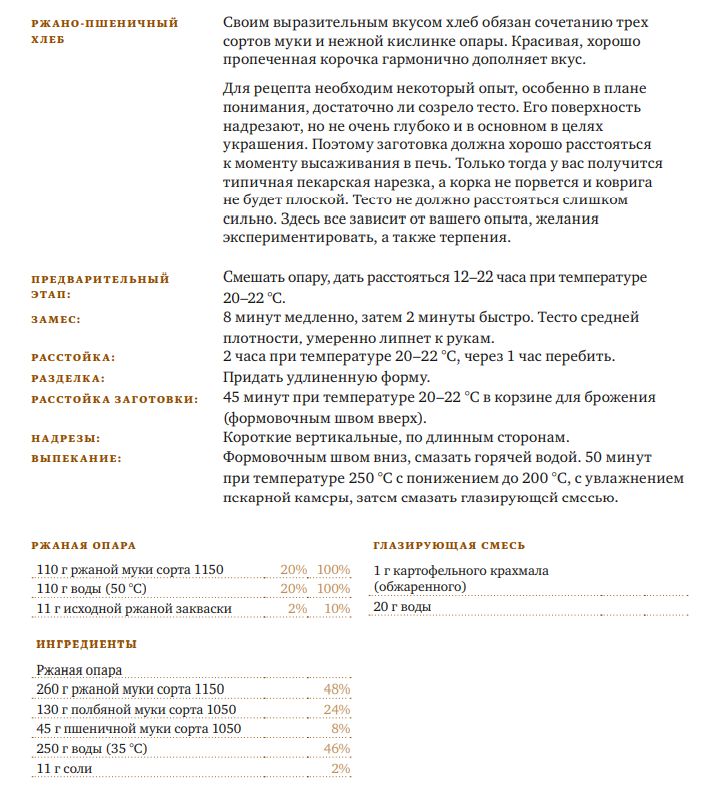 РЖАНО-ПШЕНИЧНЫЙ
ХЛЕБ
Своим выразительным вкусом хлеб обязан сочетанию трех
сортов муки и нежной кислинке опары. Красивая, хорошо
пропеченная корочка гармонично дополняет вкус.
Для рецепта необходим некоторый опыт, особенно в плане
понимания, достаточно ли созрело тесто. Его поверхность
надрезают, но не очень глубоко и в основном в целях
украшения. Поэтому заготовка должна хорошо расстояться
к моменту высаживания в печь. Только тогда у вас получится
типичная пекарская нарезка, а корка не порвется и коврига
не будет плоской. Тесто не должно расстояться слишком
сильно. Здесь все зависит от вашего опыта, желания
экспериментировать, а также терпения.
ПРЕДВАРИТЕЛЬНЫЙ
ЭТАП:
Смешать опару, дать расстояться 12–22 часа при температуре
20–22 °C.
ЗАМЕС:
8 минут медленно, затем 2 минуты быстро. Тесто средней
плотности, умеренно липнет к рукам.
РАССТОЙКА:
2 часа при температуре 20–22 °C, через 1 час перебить.
РАЗДЕЛКА:
Придать удлиненную форму.
РАССТОЙКА ЗАГОТОВКИ:
45 минут при температуре 20–22 °C в корзине для брожения
(формовочным швом вверх).
НАДРЕЗЫ:
Короткие вертикальные, по длинным сторонам.
ВЫПЕКАНИЕ:
Формовочным швом вниз, смазать горячей водой. 50 минут
при температуре 250 °C с понижением до 200 °C, с увлажнением
пекарной камеры, затем смазать глазирующей смесью.
РЖАНАЯ ОПАРА
110 г ржаной муки сорта 1150 20% 100%
110 г воды (50 °C) 20% 100%
11 г исходной ржаной закваски 2% 10%
ГЛАЗИРУЮЩАЯ СМЕСЬ
1 г картофельного крахмала
(обжаренного)
20 г воды
ИНГРЕДИЕНТЫ
Ржаная опара
260 г ржаной муки сорта 1150 48%
130 г полбяной муки сорта 1050 24%
45 г пшеничной муки сорта 1050 8%
250 г воды (35 °C) 46%
11 г соли 2%